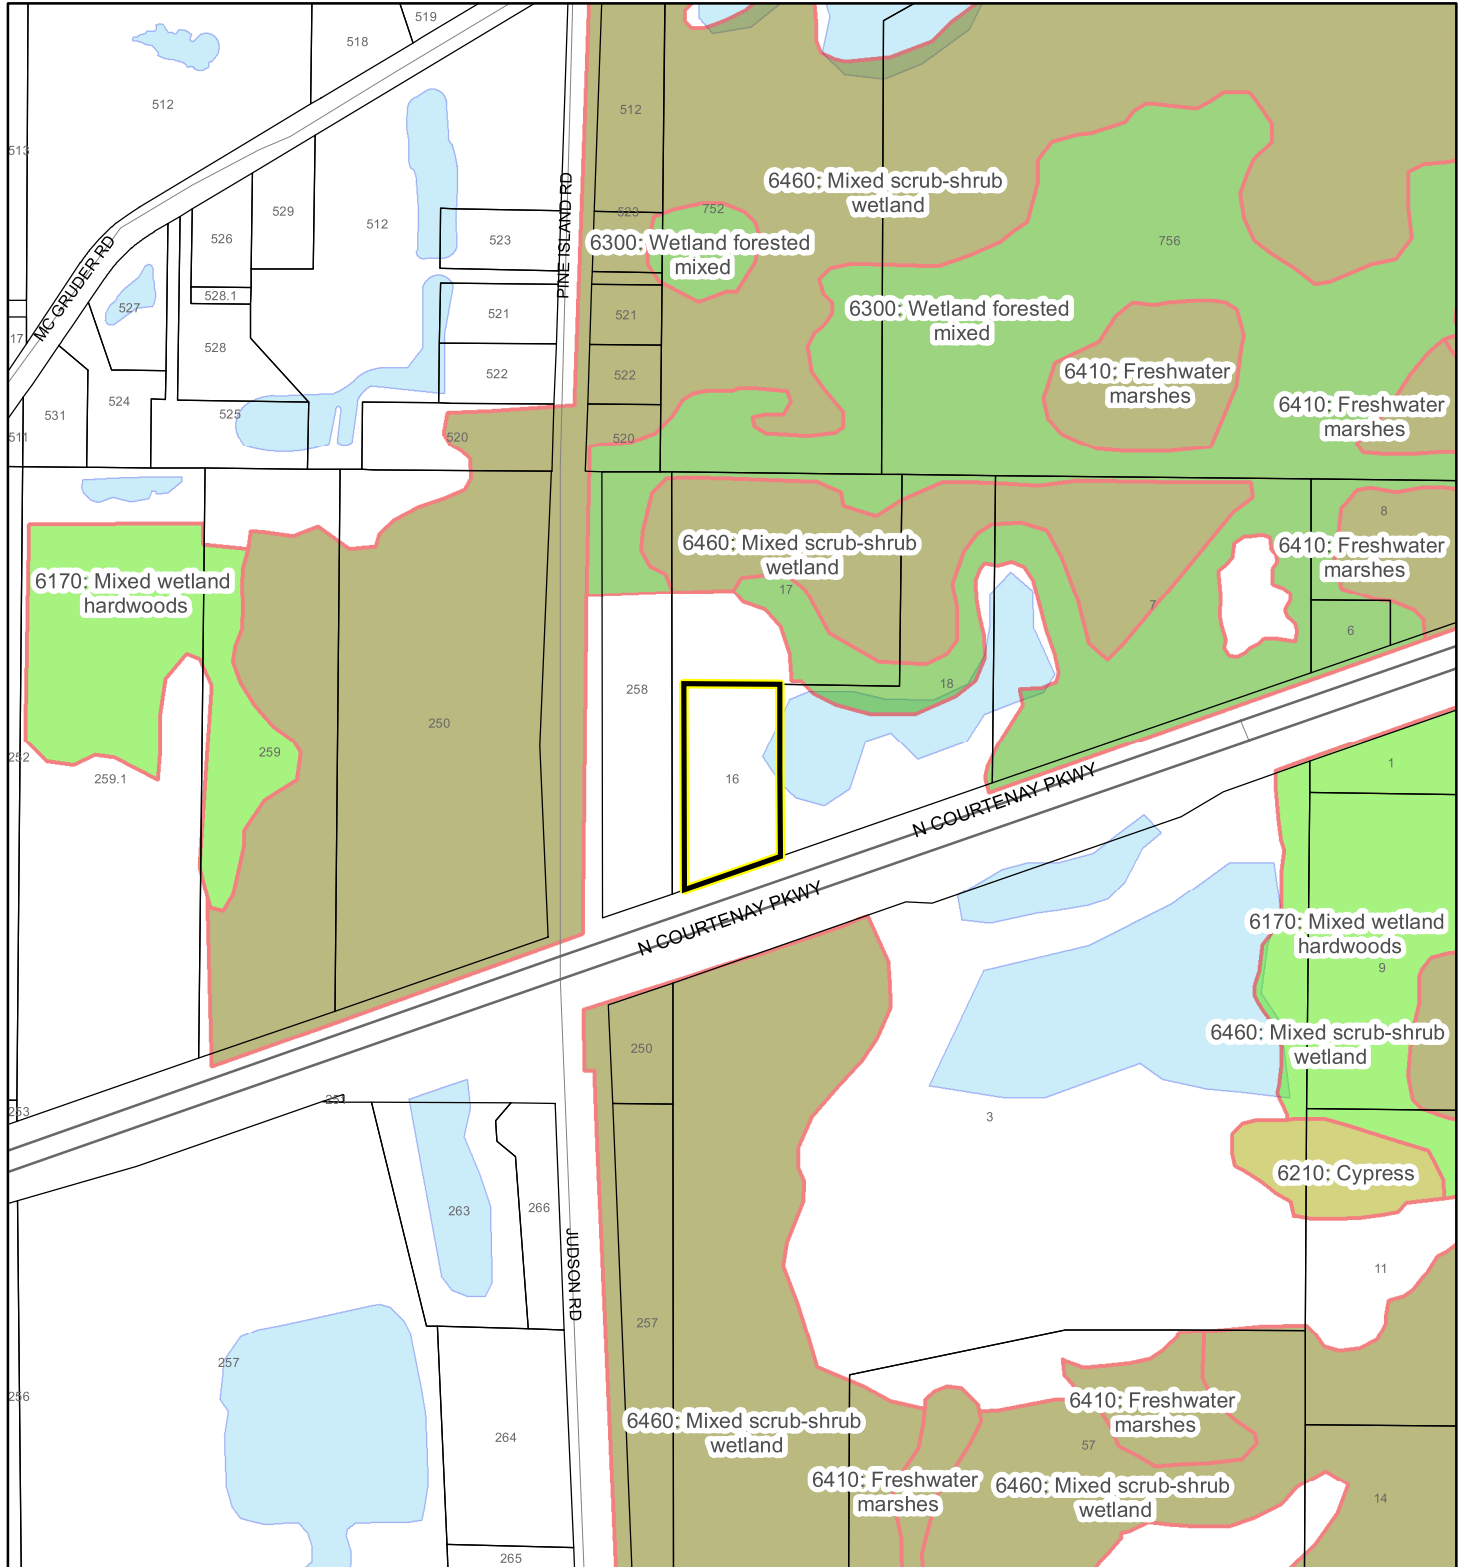 519
518
512
513
512
MC GRUDER RD
529
526
512
523
PINE ISLAND RD
523
752
6460: Mixed scrub-shrub
wetland
6300: Wetland forested
mixed
756
528.1
527
521
521
6300: Wetland forested
mixed
17
528
522
522
6410: Freshwater
marshes
6410: Freshwater
marshes
531
524
525
511
520
520
8
6460: Mixed scrub-shrub
wetland
6410: Freshwater
marshes
6170: Mixed wetland
hardwoods
17
7
6
258
18
250
259
252
259.1
16
1
N COURTENAY PKWY
N COURTENAY PKWY
6170: Mixed wetland
hardwoods
9
6460: Mixed scrub-shrub
wetland
250
251
253
3
6210: Cypress
263
266
JUDSON RD
11
257
257
256
6410: Freshwater
marshes
6460: Mixed scrub-shrub
wetland
264
57
6410: Freshwater
marshes
6460: Mixed scrub-shrub
wetland
14
265